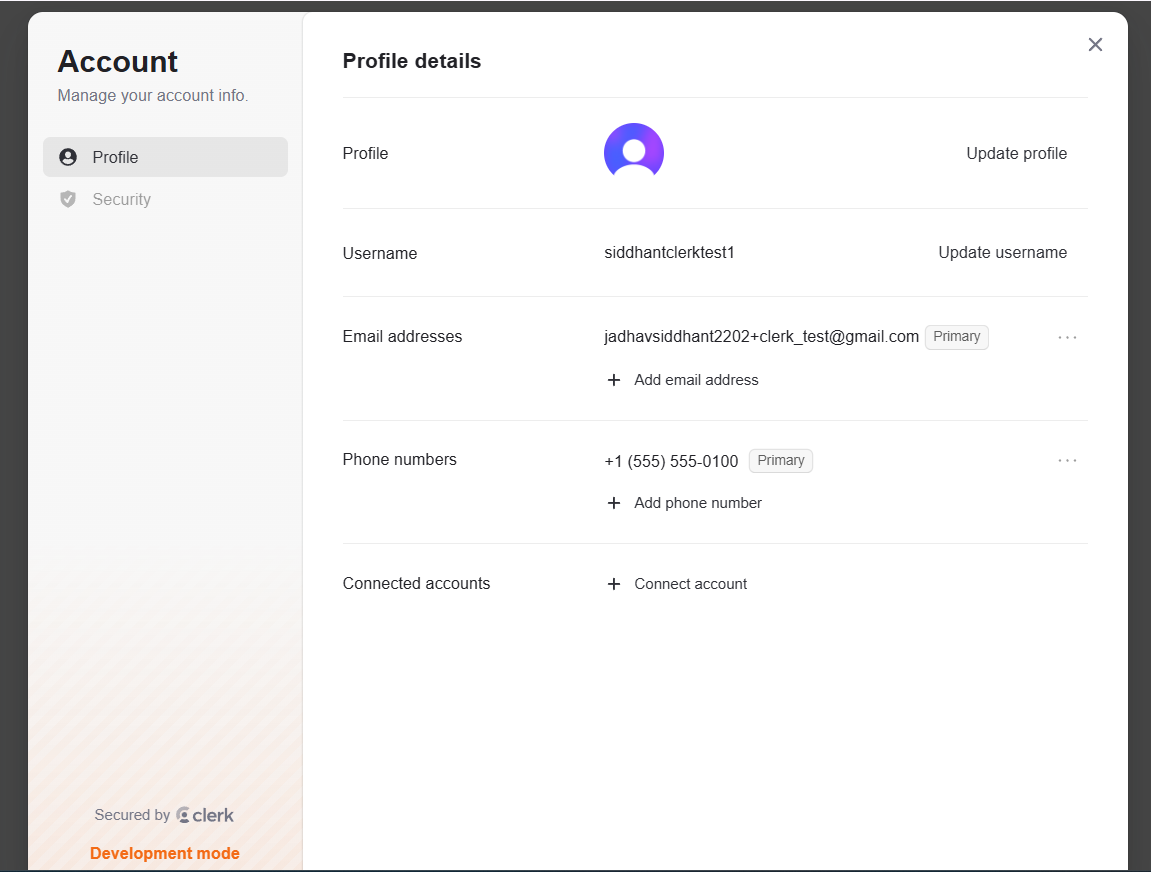 Account
Manage your account info.
Profile
Security
Secured by clerk
Development mode
Profile details
Profile
Update profile
Username siddhantclerktest1 Update username
Email addresses jadhavsiddhant2202+clerk_test@gmail.com Primary
+ Add email address
Phone numbers +1 (555) 555-0100 Primary
+ Add phone number
Connected accounts + Connect account